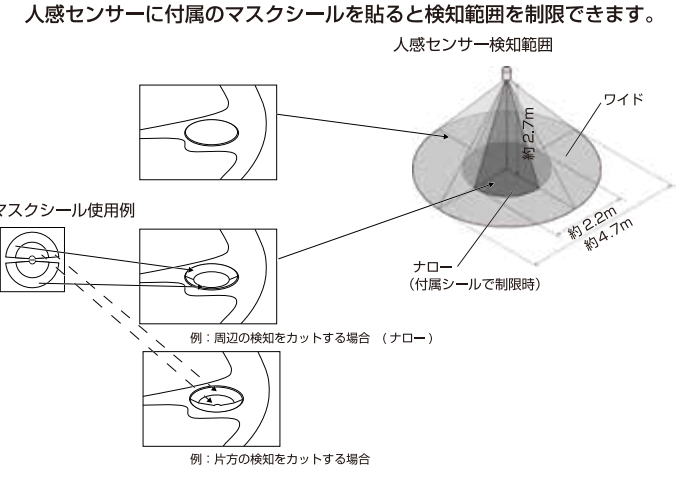 人感センサーに付属のマスクシールを貼ると検知範囲を制限できます。
人感センサー検知範囲
ワイド
約 2.7m
マスクシール使用例
約 2.2m
約 4.7m
ナロー
（付属シールで制限時）
例：周辺の検知をカットする場合 （ナロー）
例：片方の検知をカットする場合